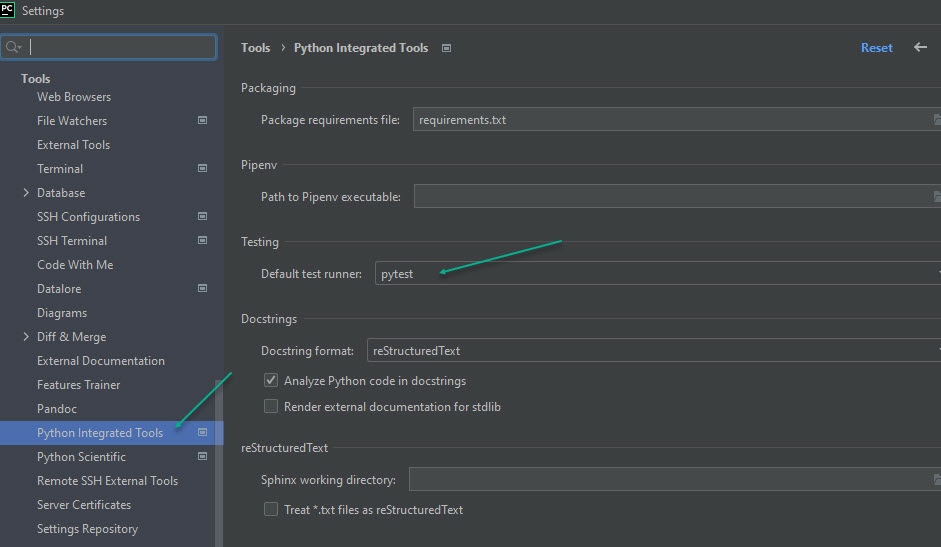 PC Settings
Tools
Web Browsers
File Watchers
External Tools
Terminal
Database
SSH Configurations
SSH Terminal
Code With Me
Datalore
Diagrams
Diff & Merge
External Documentation
Features Trainer
Pandoc
Python Integrated Tools
Python Scientific
Remote SSH External Tools
Server Certificates
Settings Repository
Tools › Python Integrated Tools Reset
Packaging
Package requirements file: requirements.txt
Pipenv
Path to Pipenv executable:
Testing
Default test runner: pytest
Docstrings
Docstring format: reStructuredText
Analyze Python code in docstrings
Render external documentation for stdlib
reStructuredText
Sphinx working directory:
Treat *.txt files as reStructuredText